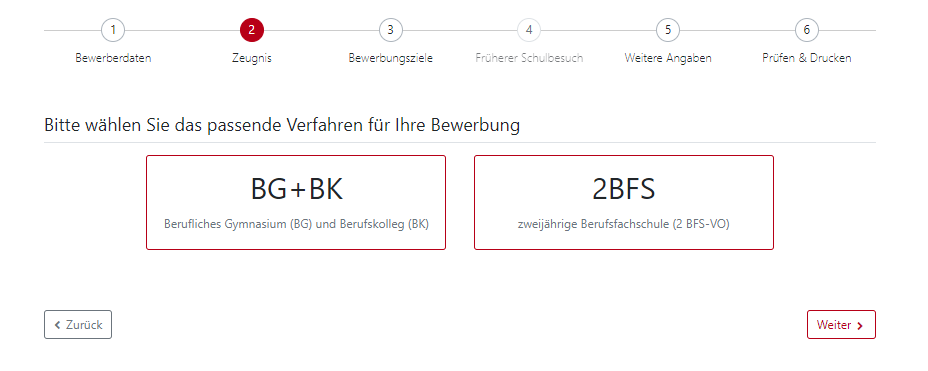 1 2 3 4 5 6
Bewerberdaten Zeugnis Bewerbungsziele Früherer Schulbesuch Weitere Angaben Prüfen & Drucken
Bitte wählen Sie das passende Verfahren für Ihre Bewerbung
BG+BK 2BFS
Berufliches Gymnasium (BG) und Berufskolleg (BK) zweijährige Berufsfachschule (2 BFS-VO)
Zurück Weiter